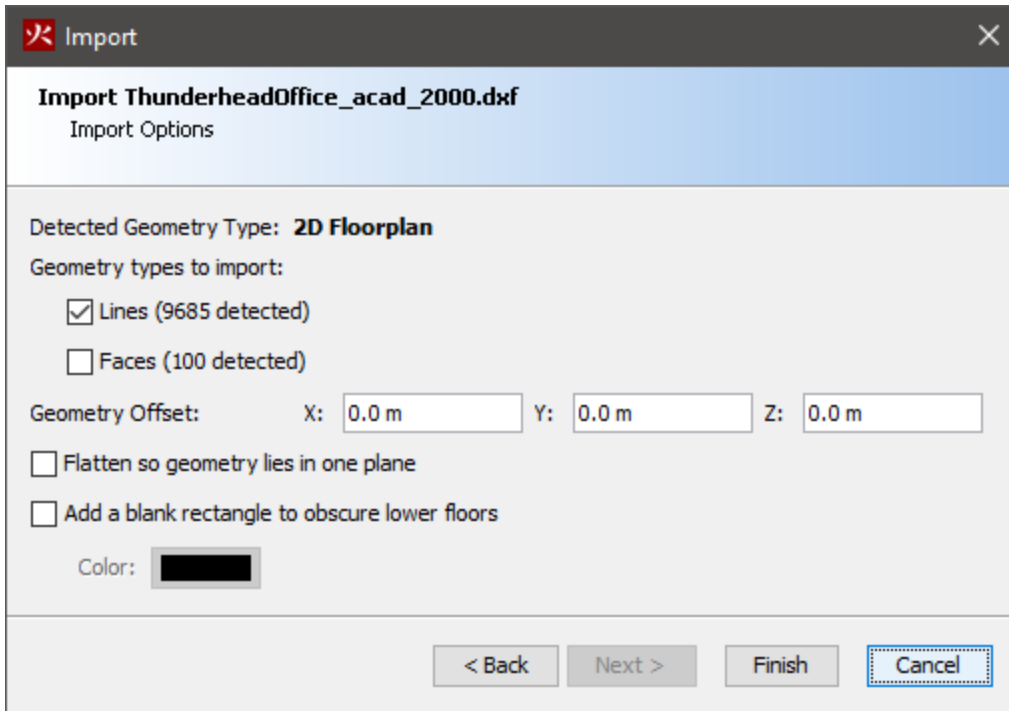 火 Import
Import ThunderheadOffice_acad_2000.dxf
Import Options
Detected Geometry Type: 2D Floorplan
Geometry types to import:
Lines (9685 detected)
Faces (100 detected)
Geometry Offset: X: 0.0 m Y: 0.0 m Z: 0.0 m
Flatten so geometry lies in one plane
Add a blank rectangle to obscure lower floors
Color:
< Back Next > Finish Cancel